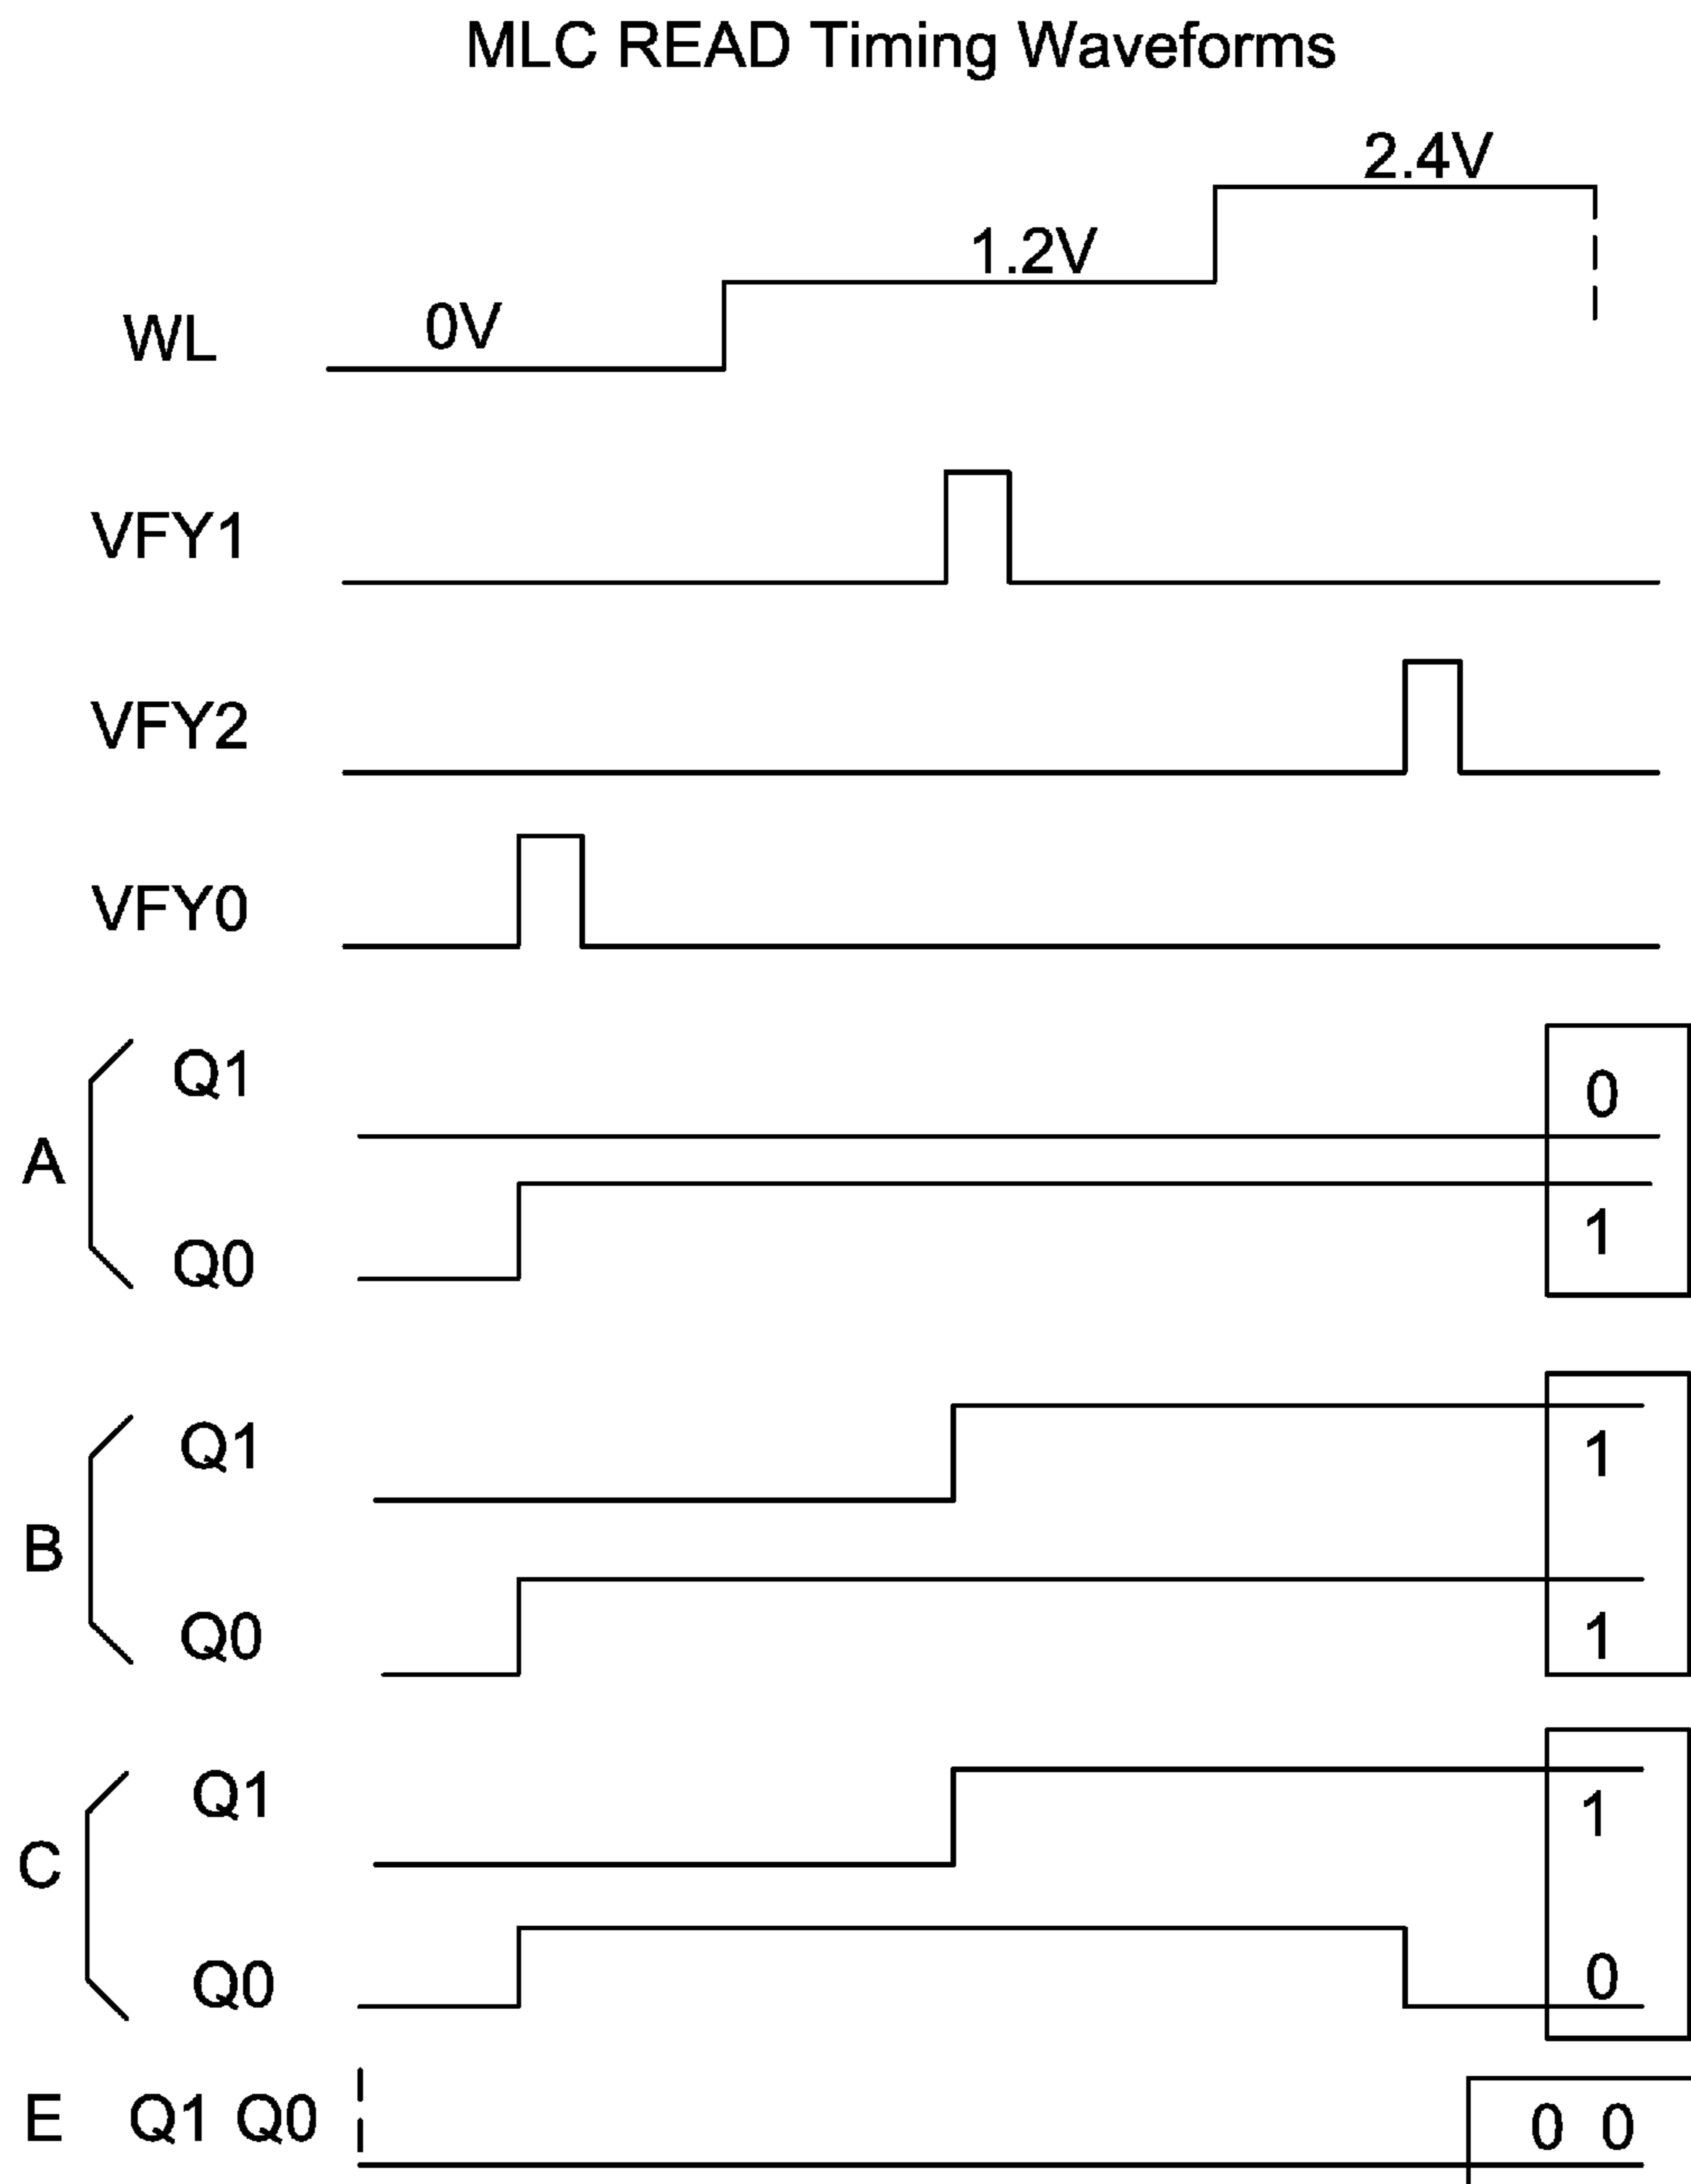 MLC READ Timing Waveforms
2.4V
1.2V
WL 0V
VFY1
VFY2
VFY0
Q1 0
A
Q0 1
Q1 1
B
Q0 1
Q1 1
C
Q0 0
E Q1 Q0 0 0